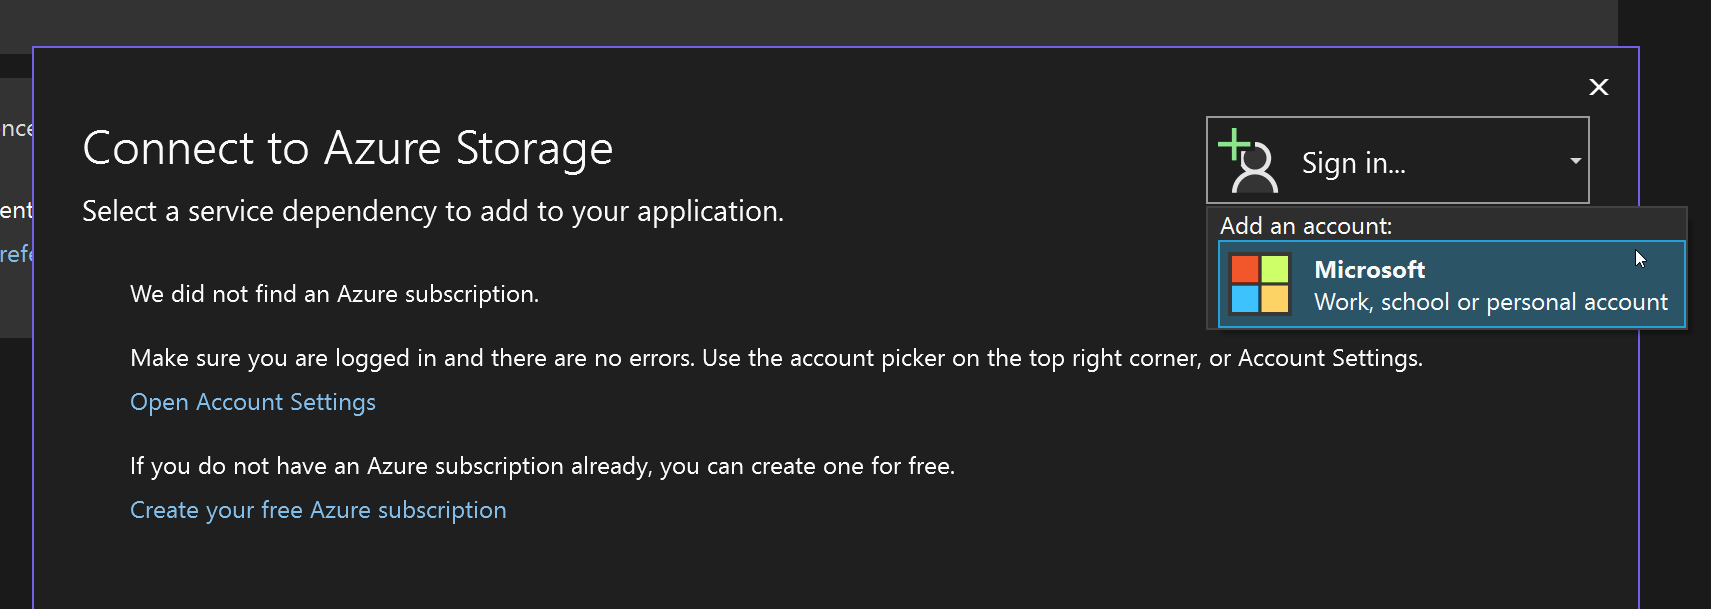 Connect to Azure Storage
Select a service dependency to add to your application.
Sign in...
Add an account:
Microsoft
Work, school or personal account
We did not find an Azure subscription.
Make sure you are logged in and there are no errors. Use the account picker on the top right corner, or Account Settings.
Open Account Settings
If you do not have an Azure subscription already, you can create one for free.
Create your free Azure subscription